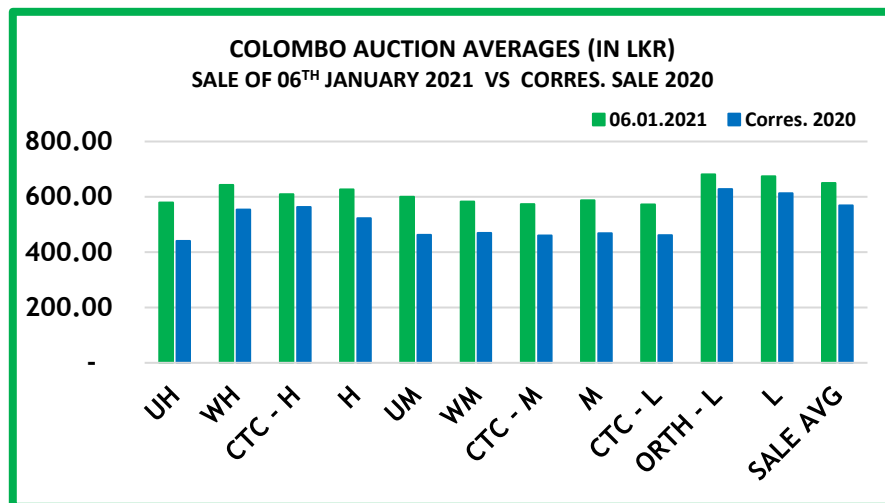 COLOMBO AUCTION AVERAGES (IN LKR)
SALE OF 06TH JANUARY 2021 VS CORRES. SALE 2020
06.01.2021 Corres. 2020
800.00
600.00
400.00
200.00
-
UH WH CTC - H H UM WM CTC - M M CTC - L ORTH - L L SALE AVG